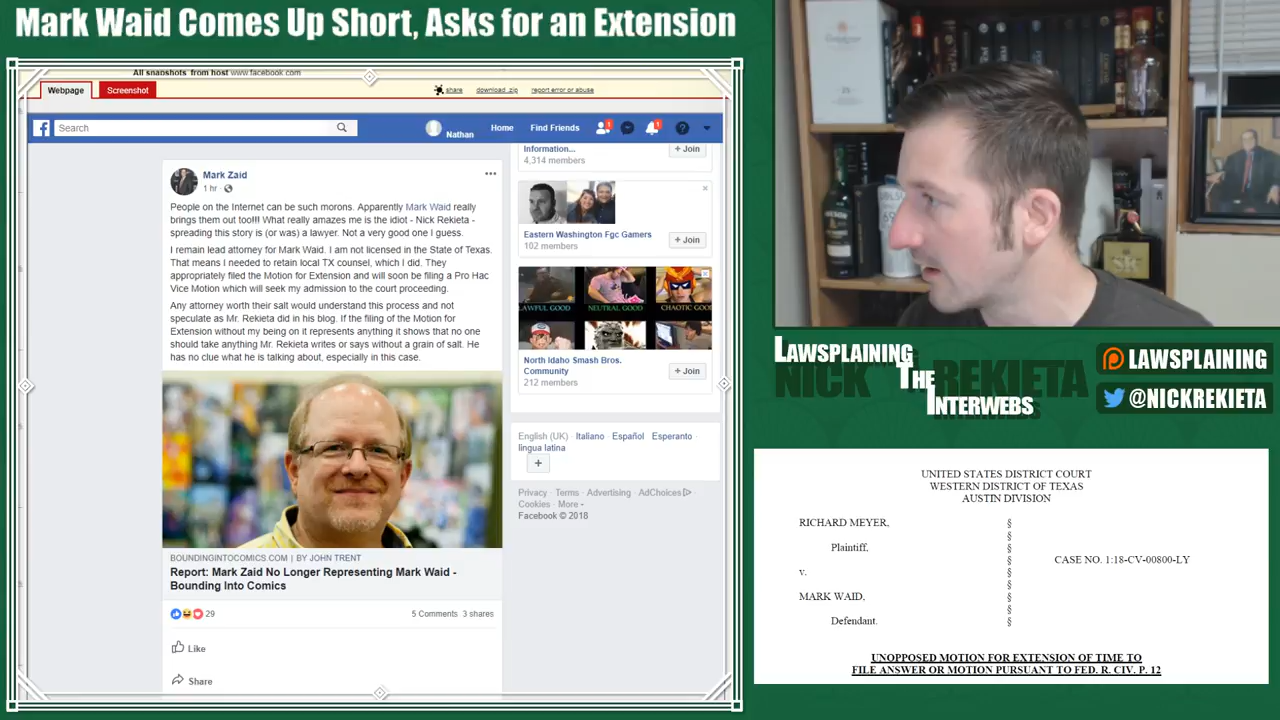 Mark Waid Comes Up Short, Asks for an Extension
All snapshots from host www.facebook.com
Webpage
Screenshot
share
download .zip
report error or abuse
Search
Nathan
Home
Find Friends
1
1
Mark Zaid
1 hr ·
People on the Internet can be such morons. Apparently Mark Waid really
brings them out too!!! What really amazes me is the idiot - Nick Rekieta -
spreading this story is (or was) a lawyer. Not a very good one I guess.
I remain lead attorney for Mark Waid. I am not licensed in the State of Texas.
That means I needed to retain local TX counsel, which I did. They
appropriately filed the Motion for Extension and will soon be filing a Pro Hac
Vice Motion which will seek my admission to the court proceeding.
Any attorney worth their salt would understand this process and not
speculate as Mr. Rekieta did in his blog. If the filing of the Motion for
Extension without my being on it represents anything it shows that no one
should take anything Mr. Rekieta writes or says without a grain of salt. He
has no clue what he is talking about, especially in this case.
BOUNDINGINTOCOMICS.COM | BY JOHN TRENT
Report: Mark Zaid No Longer Representing Mark Waid -
Bounding Into Comics
29
5 Comments 3 shares
Like
Share
Information...
4,314 members
+ Join
Eastern Washington Fgc Gamers
102 members
+ Join
LAWFUL GOOD
NEUTRAL GOOD
CHAOTIC GOOD
North Idaho Smash Bros.
Community
212 members
+ Join
English (UK) · Italiano · Español · Esperanto ·
lingua latina
+
Privacy · Terms · Advertising · AdChoices ·
Cookies · More
Facebook © 2018
LAWSPLAINING
NICK REKIETA
THE
INTERWEBS
LAWSPLAINING
@NICKREKIETA
UNITED STATES DISTRICT COURT
WESTERN DISTRICT OF TEXAS
AUSTIN DIVISION
RICHARD MEYER, §
§
Plaintiff, §
§ CASE NO. 1:18-CV-00800-LY
v. §
§
MARK WAID, §
§
Defendant. §
UNOPPOSED MOTION FOR EXTENSION OF TIME TO
FILE ANSWER OR MOTION PURSUANT TO FED. R. CIV. P. 12